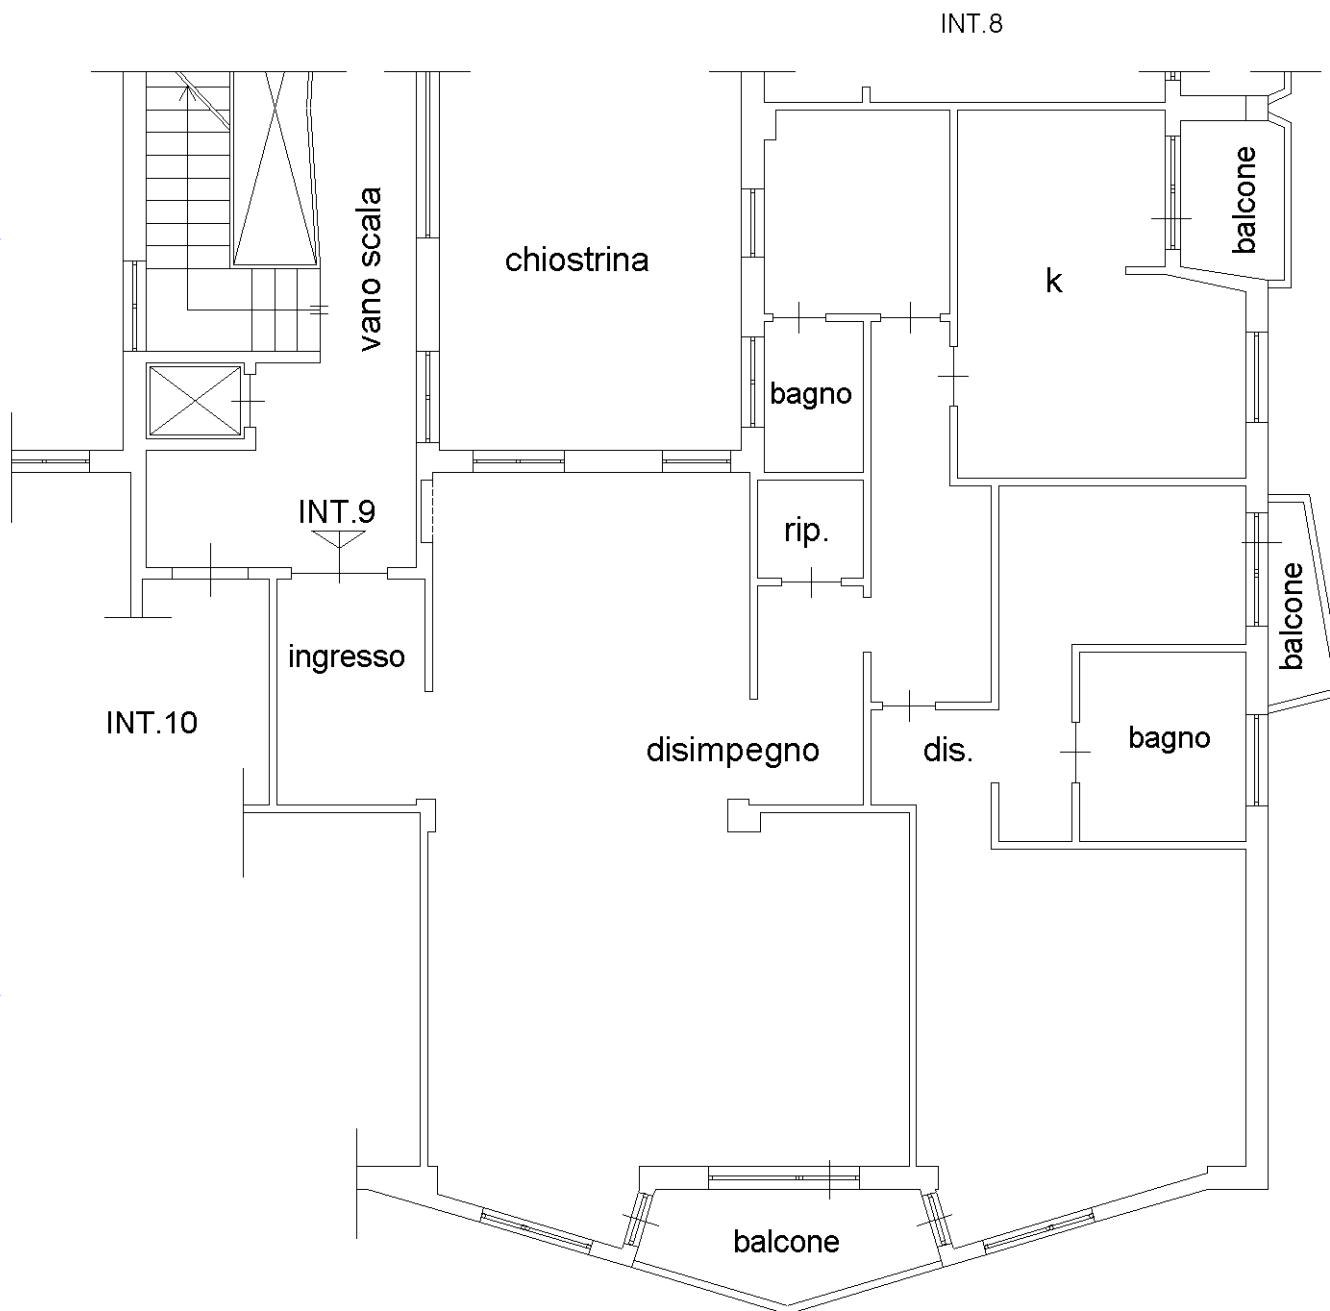 INT.8
balcone
vano scala
chiostrina
k
bagno
INT.9
rip.
balcone
ingresso
INT.10
disimpegno
dis.
bagno
balcone